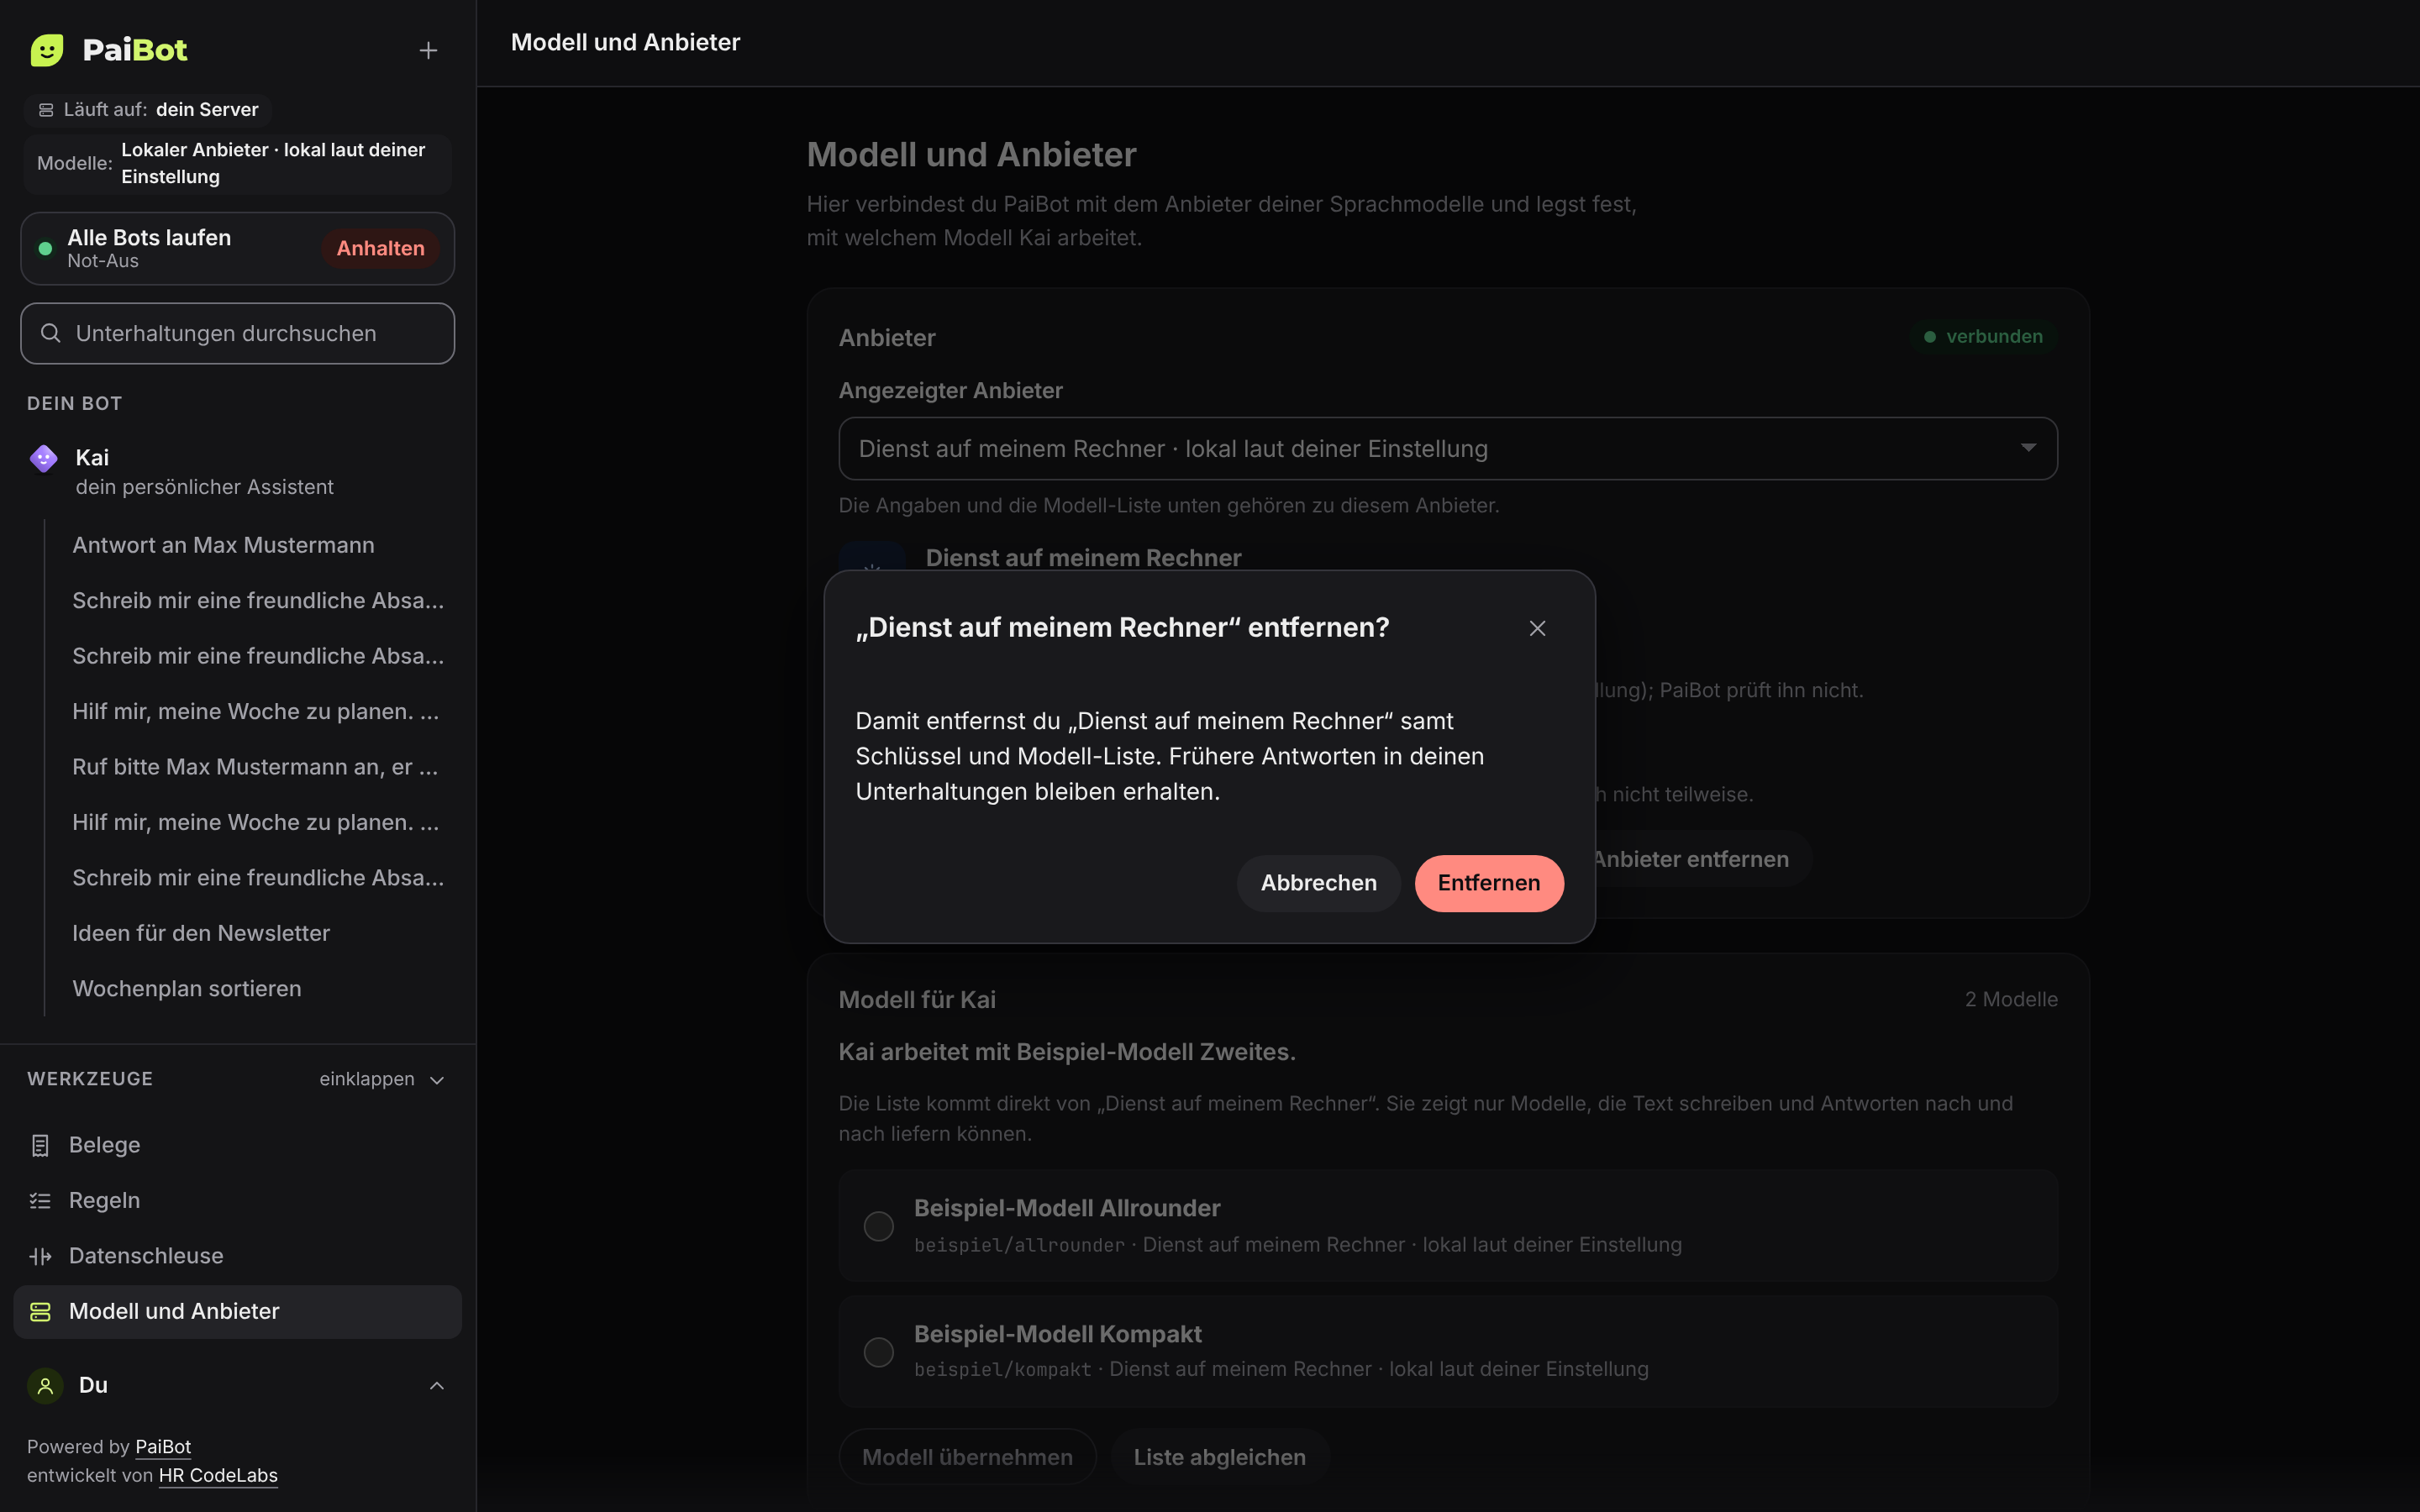 PaiBot
Läuft auf: dein Server
Modelle: Lokaler Anbieter · lokal laut deiner
Einstellung
Alle Bots laufen
Not-Aus
Anhalten
Unterhaltungen durchsuchen
DEIN BOT
Kai
dein persönlicher Assistent
Antwort an Max Mustermann
Schreib mir eine freundliche Absa...
Schreib mir eine freundliche Absa...
Hilf mir, meine Woche zu planen. ...
Ruf bitte Max Mustermann an, er ...
Hilf mir, meine Woche zu planen. ...
Schreib mir eine freundliche Absa...
Ideen für den Newsletter
Wochenplan sortieren
WERKZEUGE einklappen
Belege
Regeln
Datenschleuse
Modell und Anbieter
Du
Powered by PaiBot
entwickelt von HR CodeLabs
Modell und Anbieter
Modell und Anbieter
Hier verbindest du PaiBot mit dem Anbieter deiner Sprachmodelle und legst fest,
mit welchem Modell Kai arbeitet.
Anbieter verbunden
Angezeigter Anbieter
Dienst auf meinem Rechner · lokal laut deiner Einstellung
Die Angaben und die Modell-Liste unten gehören zu diesem Anbieter.
Dienst auf meinem Rechner
„Dienst auf meinem Rechner“ entfernen?
Damit entfernst du „Dienst auf meinem Rechner“ samt
Schlüssel und Modell-Liste. Frühere Antworten in deinen
Unterhaltungen bleiben erhalten.
Abbrechen Entfernen
PaiBot prüft ihn nicht.
nicht teilweise.
Anbieter entfernen
Modell für Kai 2 Modelle
Kai arbeitet mit Beispiel-Modell Zweites.
Die Liste kommt direkt von „Dienst auf meinem Rechner“. Sie zeigt nur Modelle, die Text schreiben und Antworten nach und
nach liefern können.
Beispiel-Modell Allrounder
beispiel/allrounder · Dienst auf meinem Rechner · lokal laut deiner Einstellung
Beispiel-Modell Kompakt
beispiel/kompakt · Dienst auf meinem Rechner · lokal laut deiner Einstellung
Modell übernehmen Liste abgleichen